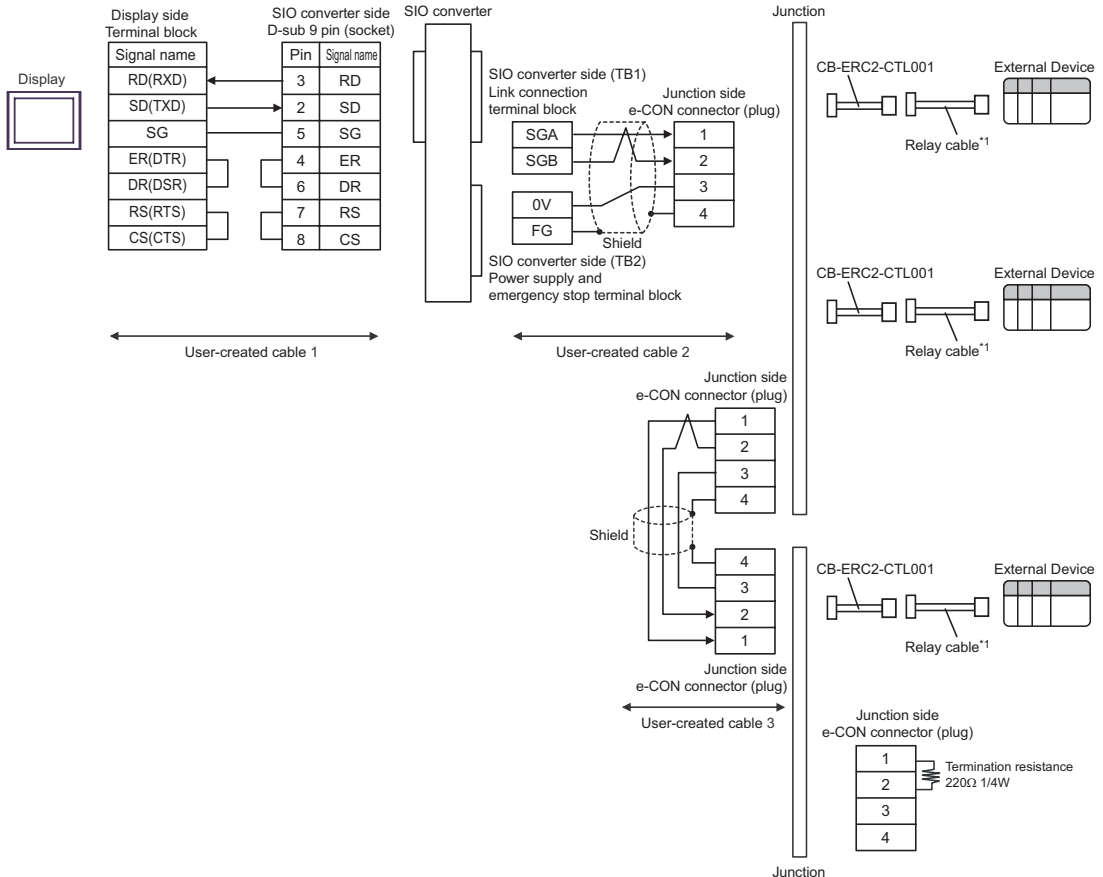 Display
Display side
Terminal block
Signal name
RD(RXD)
SD(TXD)
SG
ER(DTR)
DR(DSR)
RS(RTS)
CS(CTS)
SIO converter side
D-sub 9 pin (socket)
Pin Signal name
3 RD
2 SD
5 SG
4 ER
6 DR
7 RS
8 CS
User-created cable 1
SIO converter
SIO converter side (TB1)
Link connection
terminal block
SGA
SGB
0V
FG
Shield
SIO converter side (TB2)
Power supply and
emergency stop terminal block
Junction side
e-CON connector (plug)
1
2
3
4
User-created cable 2
Junction
CB-ERC2-CTL001
Relay cable*1
External Device
CB-ERC2-CTL001
Relay cable*1
External Device
Junction side
e-CON connector (plug)
1
2
3
4
Shield
4
3
2
1
Junction side
e-CON connector (plug)
User-created cable 3
CB-ERC2-CTL001
Relay cable*1
External Device
Junction side
e-CON connector (plug)
1
2
3
4
Termination resistance
220Ω 1/4W
Junction